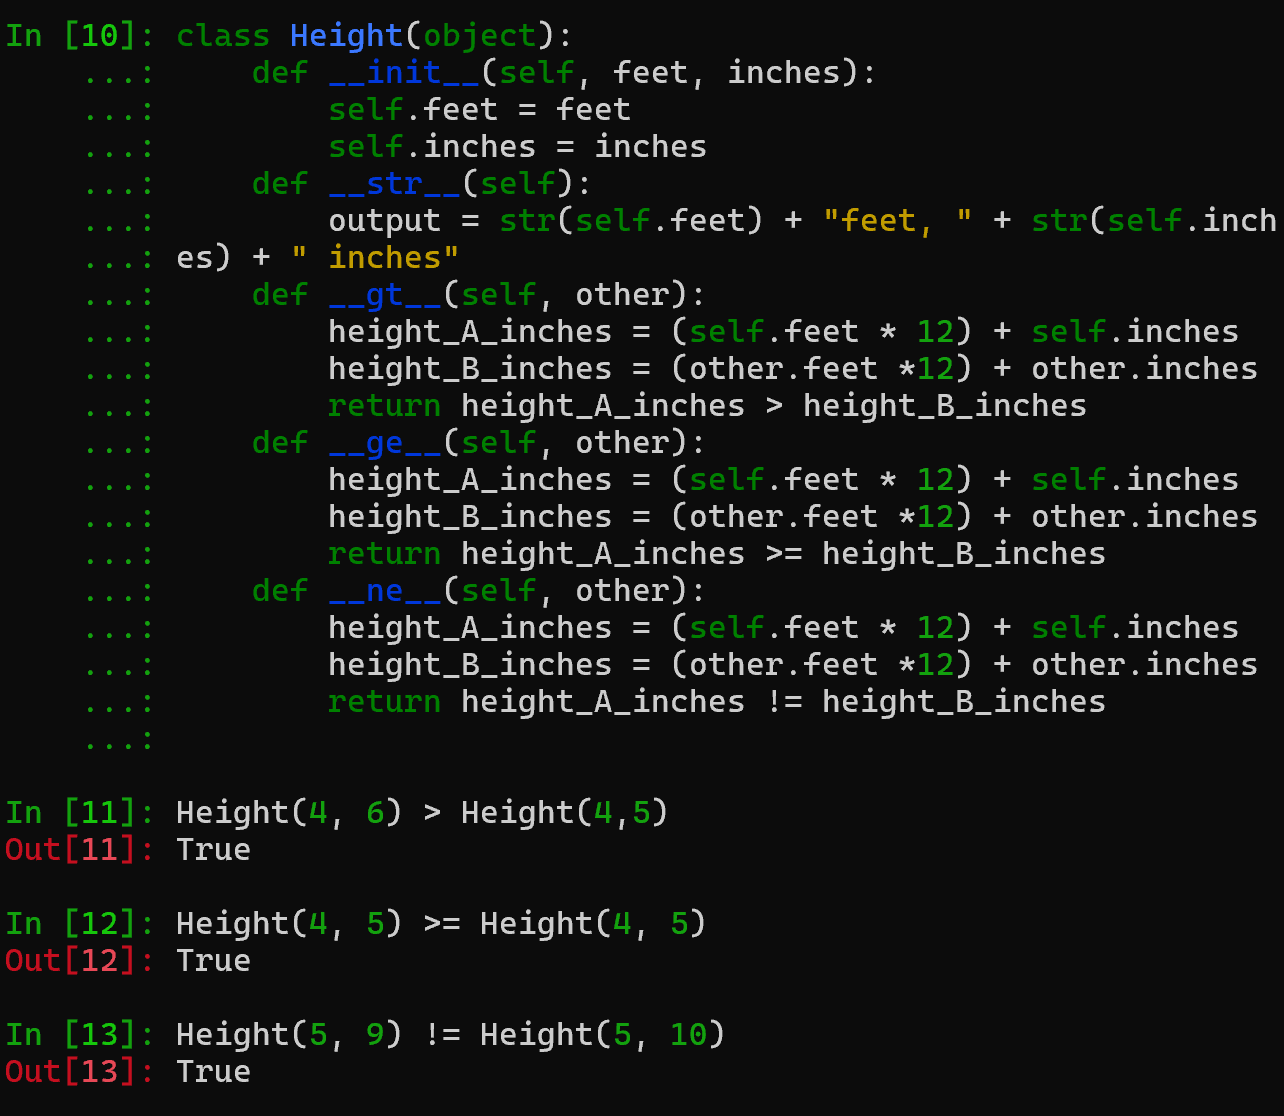 In [10]: class Height(object):
    ...:     def __init__(self, feet, inches):
    ...:         self.feet = feet
    ...:         self.inches = inches
    ...:     def __str__(self):
    ...:         output = str(self.feet) + "feet, " + str(self.inch
    ...: es) + " inches"
    ...:     def __gt__(self, other):
    ...:         height_A_inches = (self.feet * 12) + self.inches
    ...:         height_B_inches = (other.feet *12) + other.inches
    ...:         return height_A_inches > height_B_inches
    ...:     def __ge__(self, other):
    ...:         height_A_inches = (self.feet * 12) + self.inches
    ...:         height_B_inches = (other.feet *12) + other.inches
    ...:         return height_A_inches >= height_B_inches
    ...:     def __ne__(self, other):
    ...:         height_A_inches = (self.feet * 12) + self.inches
    ...:         height_B_inches = (other.feet *12) + other.inches
    ...:         return height_A_inches != height_B_inches
    ...:
In [11]: Height(4, 6) > Height(4,5)
Out[11]: True
In [12]: Height(4, 5) >= Height(4, 5)
Out[12]: True
In [13]: Height(5, 9) != Height(5, 10)
Out[13]: True